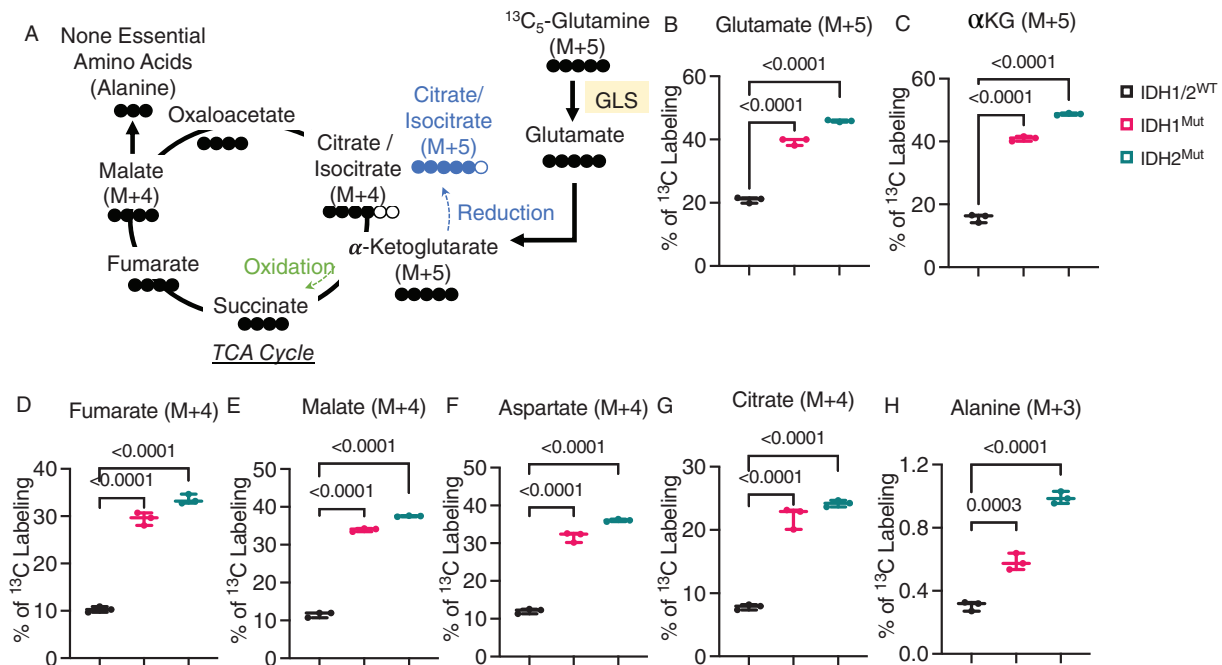 A
None Essential
Amino Acids
(Alanine)
Oxaloacetate
Malate
(M+4)
Fumarate
Succinate
TCA Cycle
Oxidation
Citrate /
Isocitrate
(M+4)
α-Ketoglutarate
(M+5)
Reduction
Citrate/
Isocitrate
(M+5)
¹³C₅-Glutamine
(M+5)
GLS
Glutamate
B
Glutamate (M+5)
% of ¹³C Labeling
60
40
20
0
<0.0001
<0.0001
C
αKG (M+5)
% of ¹³C Labeling
60
40
20
0
<0.0001
<0.0001
IDH1/2ᵂᵀ
IDH1ᴹᵘᵗ
IDH2ᴹᵘᵗ
D
Fumarate (M+4)
% of ¹³C Labeling
40
30
20
10
0
<0.0001
<0.0001
E
Malate (M+4)
% of ¹³C Labeling
50
40
30
20
10
0
<0.0001
<0.0001
F
Aspartate (M+4)
% of ¹³C Labeling
50
40
30
20
10
0
<0.0001
<0.0001
G
Citrate (M+4)
% of ¹³C Labeling
30
20
10
0
<0.0001
<0.0001
H
Alanine (M+3)
% of ¹³C Labeling
1.2
0.8
0.4
0.0
<0.0001
0.0003